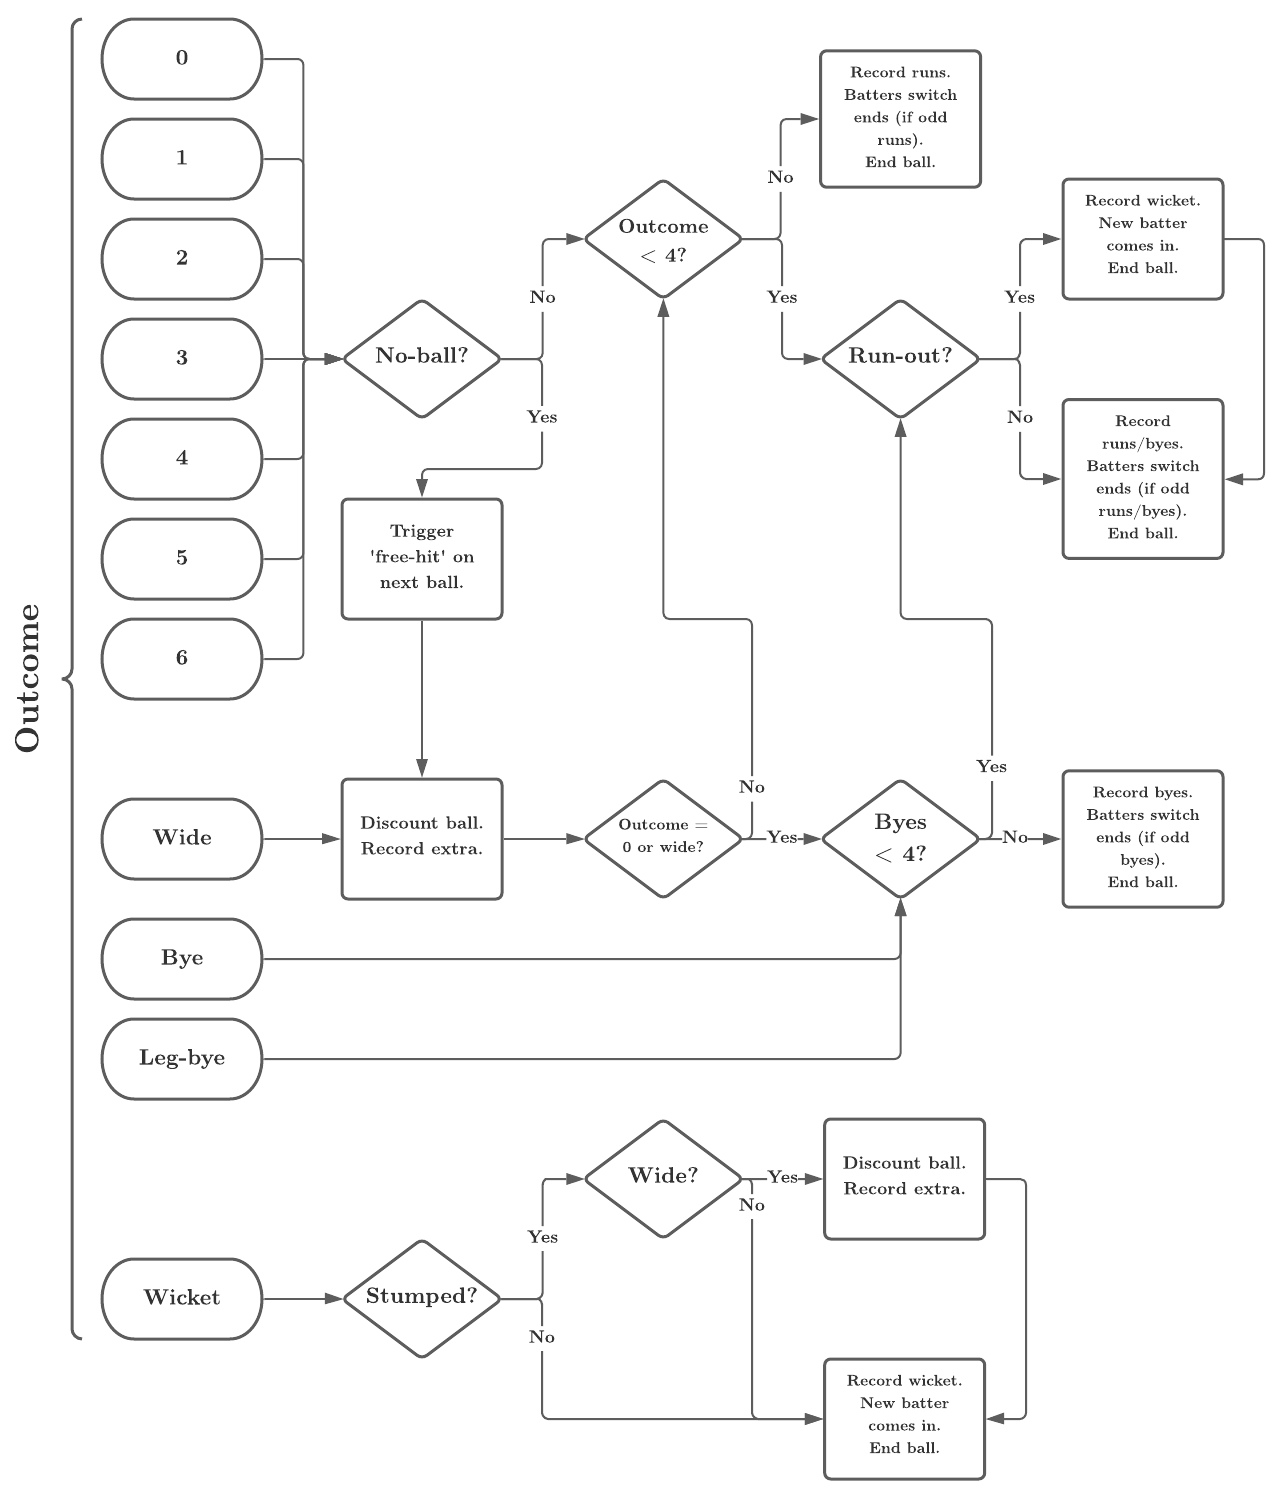 Outcome
0
1
2
3
4
5
6
Wide
Bye
Leg-bye
Wicket
No-ball?
No
Yes
Trigger
'free-hit' on
next ball.
Discount ball.
Record extra.
Outcome
< 4?
No
Yes
Record runs.
Batters switch
ends (if odd
runs).
End ball.
Run-out?
Yes
No
Record wicket.
New batter
comes in.
End ball.
Record
runs/byes.
Batters switch
ends (if odd
runs/byes).
End ball.
Outcome =
0 or wide?
No
Yes
Byes
< 4?
Yes
No
Record byes.
Batters switch
ends (if odd
byes).
End ball.
Stumped?
Yes
No
Wide?
Yes
No
Discount ball.
Record extra.
Record wicket.
New batter
comes in.
End ball.